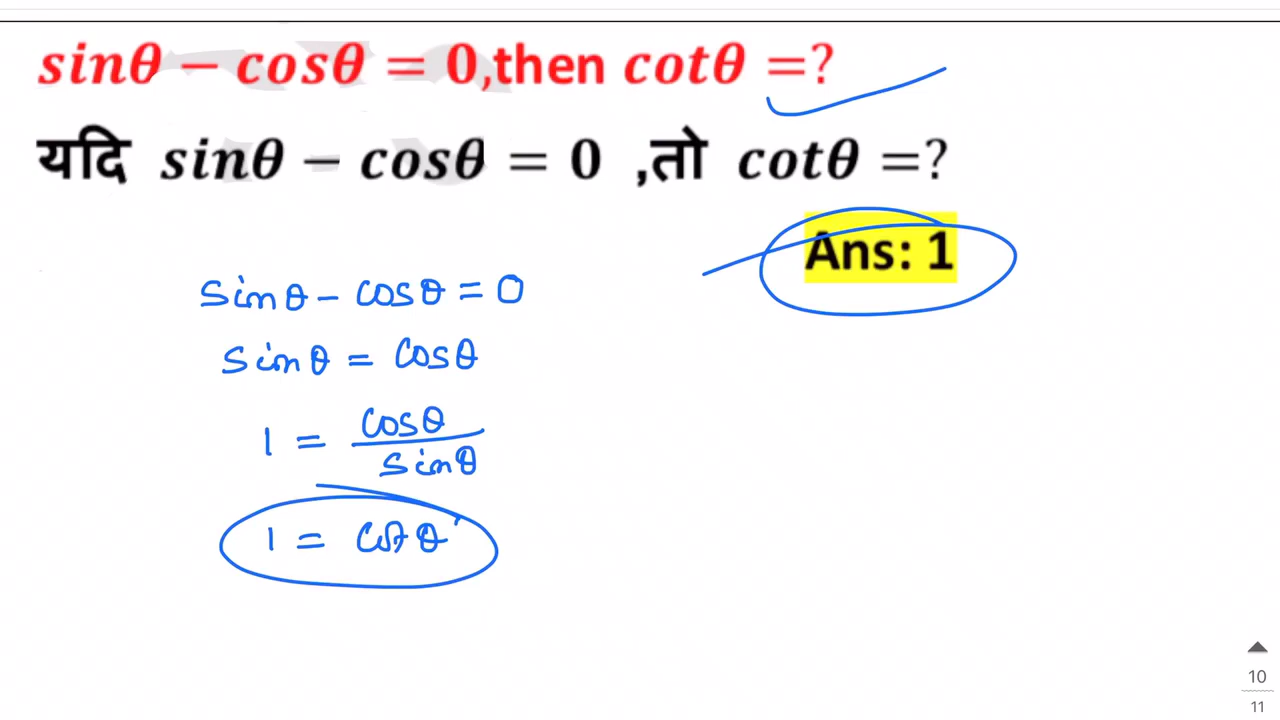 sinθ − cosθ = 0,then cotθ =?
यदि sinθ − cosθ = 0 ,तो cotθ =?
Ans: 1
sinθ − cosθ = 0
sinθ = cosθ
1 = cosθ / sinθ
1 = cotθ
10
11